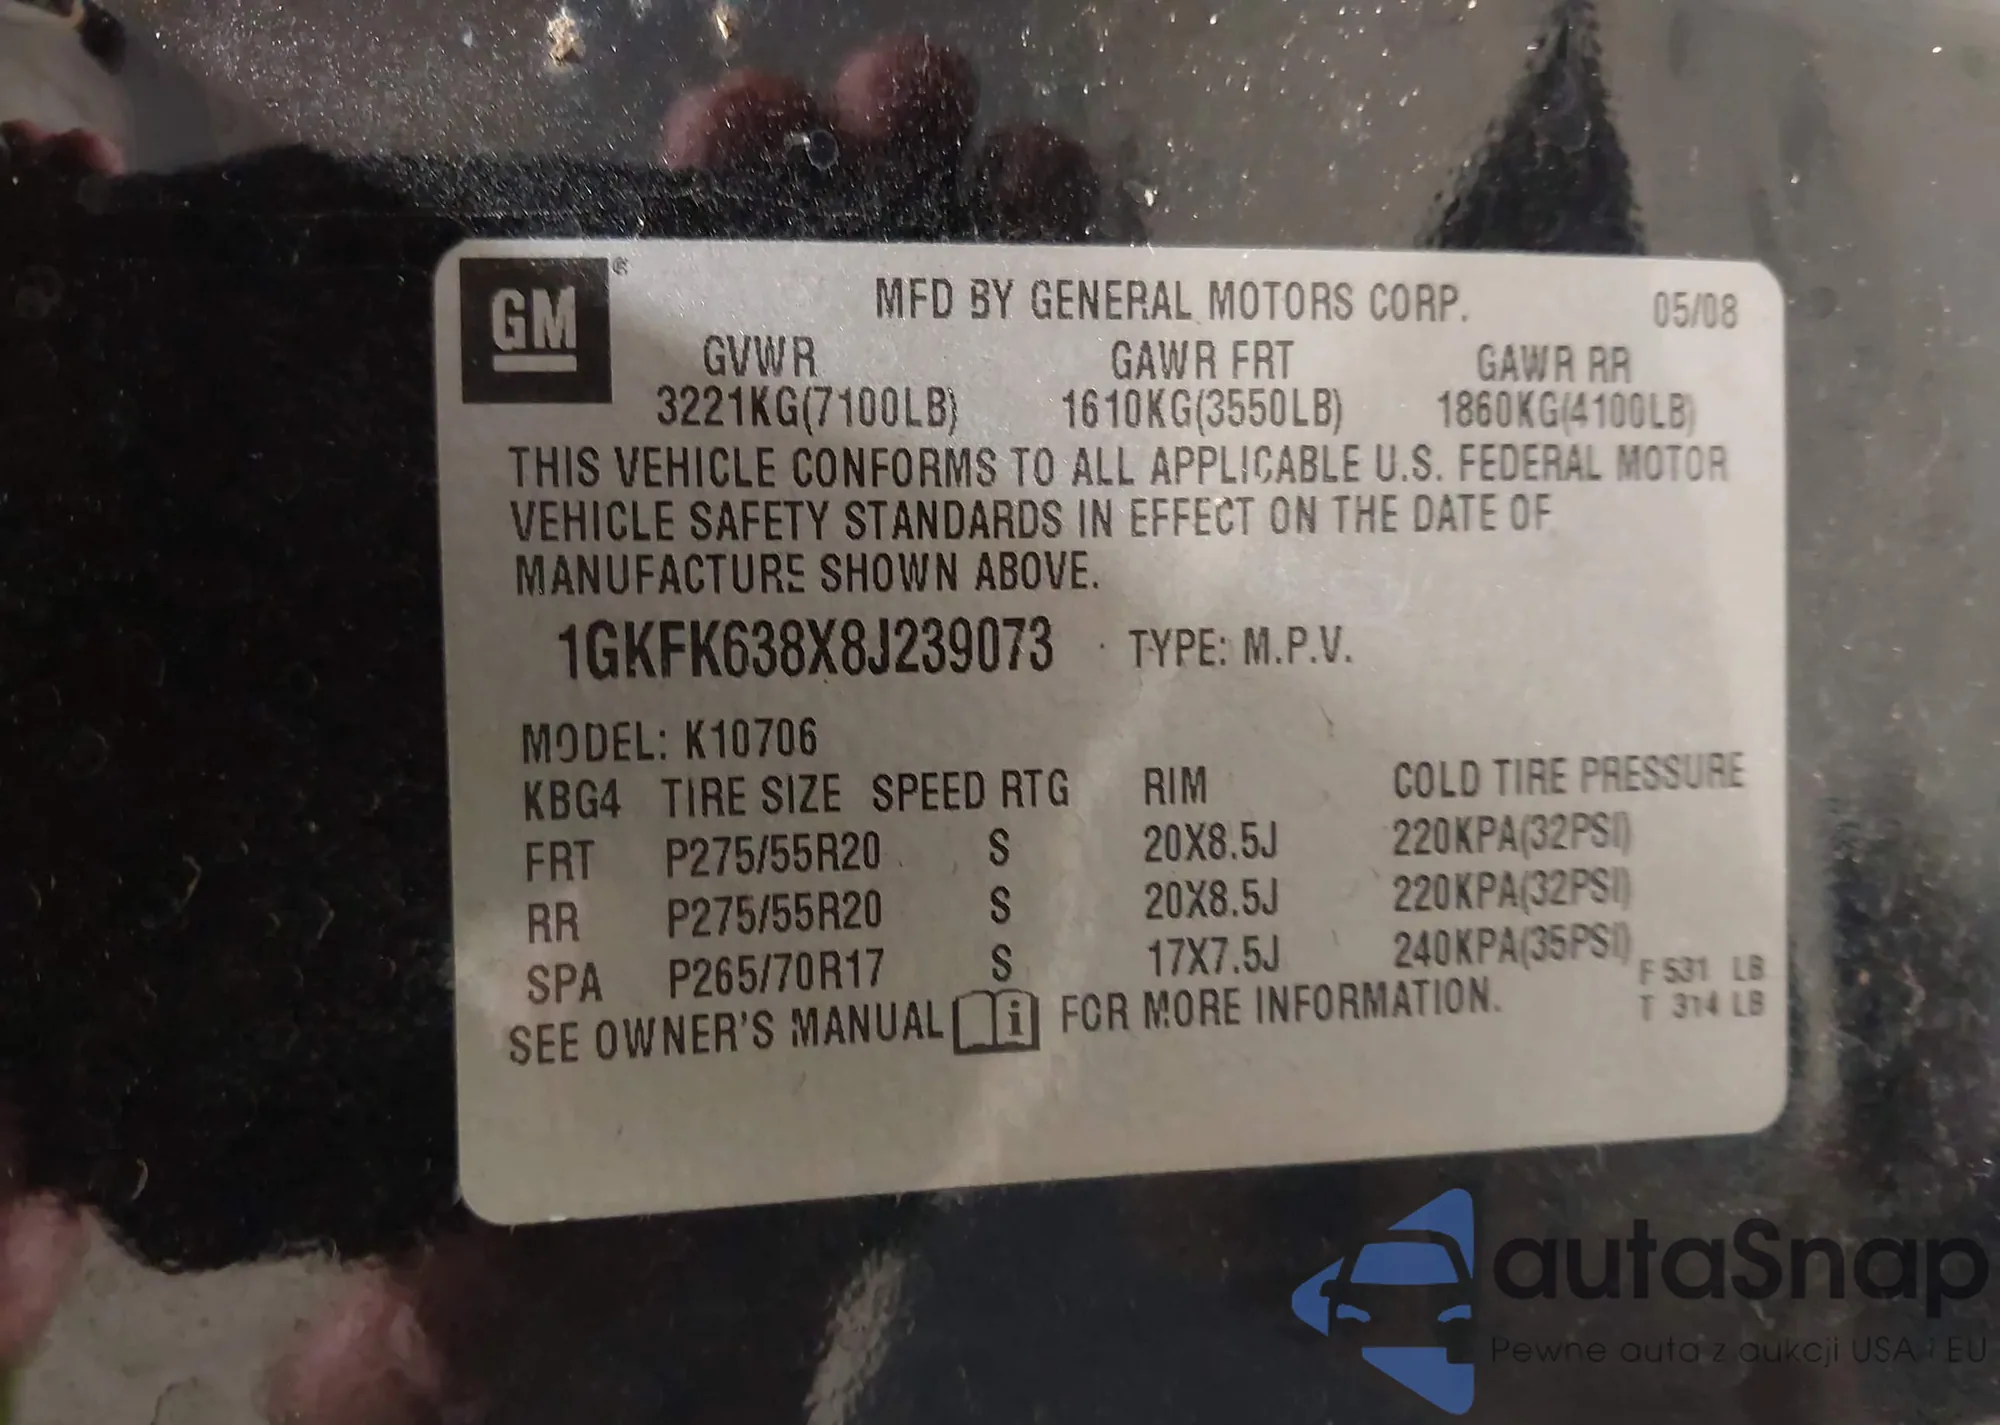 GM®
MFD BY GENERAL MOTORS CORP. 05/08
GVWR GAWR FRT GAWR RR
3221KG(7100LB) 1610KG(3550LB) 1860KG(4100LB)
THIS VEHICLE CONFORMS TO ALL APPLICABLE U.S. FEDERAL MOTOR
VEHICLE SAFETY STANDARDS IN EFFECT ON THE DATE OF
MANUFACTURE SHOWN ABOVE.
1GKFK638X8J239073 TYPE: M.P.V.
MODEL: K10706
KBG4 TIRE SIZE SPEED RTG RIM COLD TIRE PRESSURE
FRT P275/55R20 S 20X8.5J 220KPA(32PSI)
RR P275/55R20 S 20X8.5J 220KPA(32PSI)
SPA P265/70R17 S 17X7.5J 240KPA(35PSI)
F 531 LB
T 314 LB
SEE OWNER'S MANUAL i FOR MORE INFORMATION.
autaSnap
Pewne auta z aukcji USA i EU